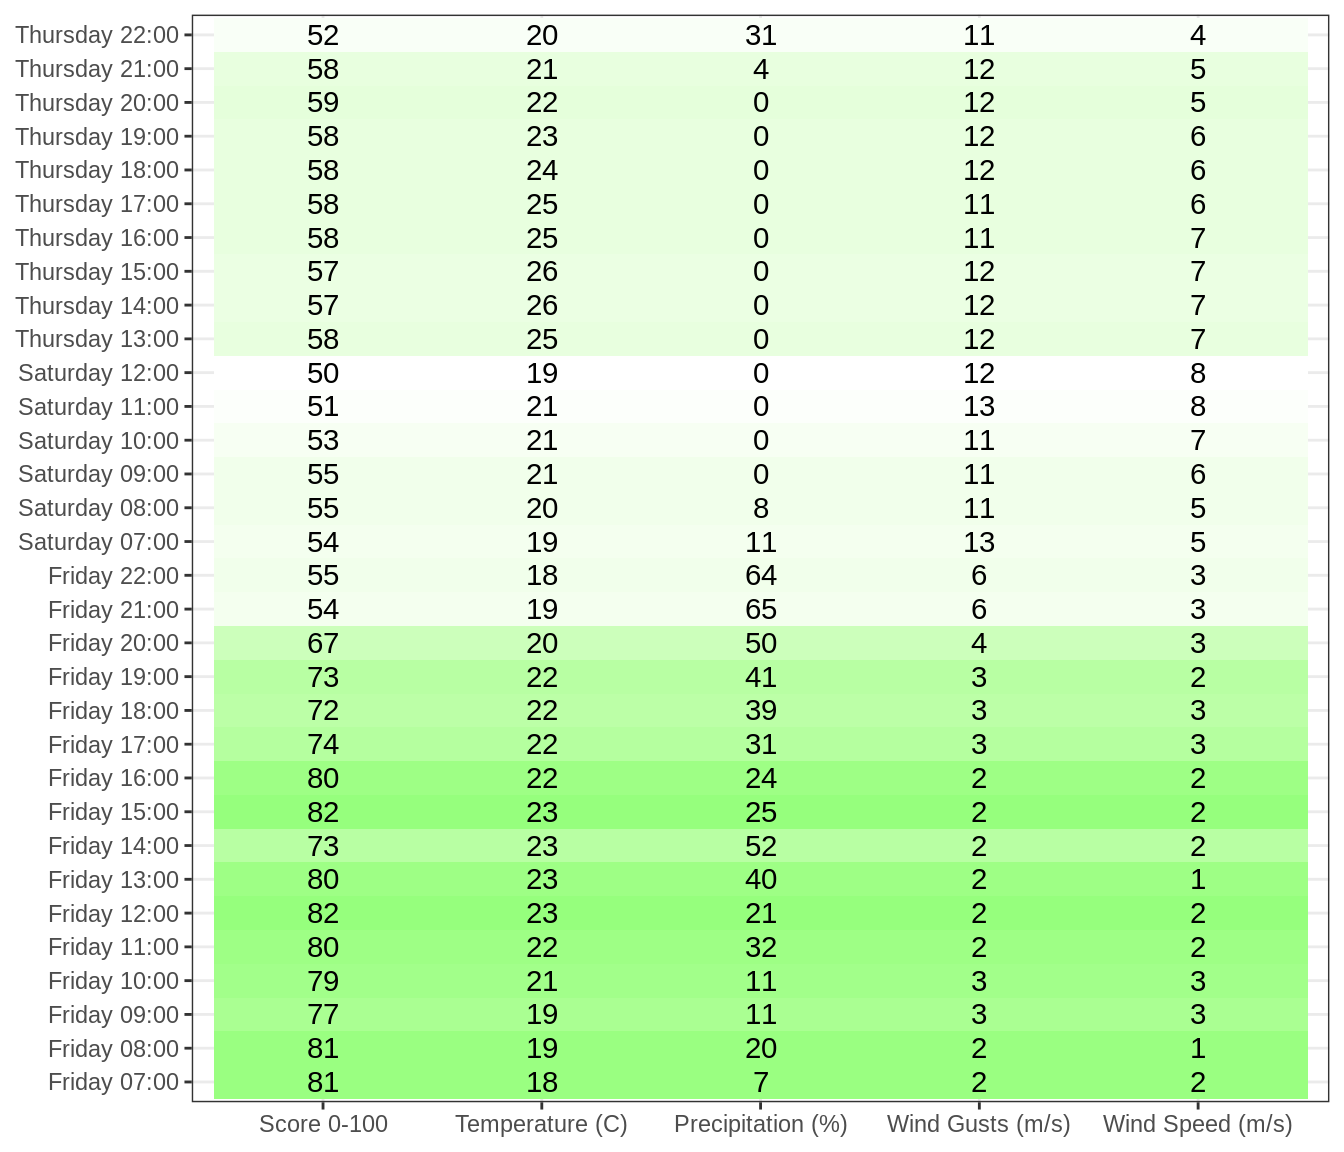 Thursday 22:00 52 20 31 11 4
Thursday 21:00 58 21 4 12 5
Thursday 20:00 59 22 0 12 5
Thursday 19:00 58 23 0 12 6
Thursday 18:00 58 24 0 12 6
Thursday 17:00 58 25 0 11 6
Thursday 16:00 58 25 0 11 7
Thursday 15:00 57 26 0 12 7
Thursday 14:00 57 26 0 12 7
Thursday 13:00 58 25 0 12 7
Saturday 12:00 50 19 0 12 8
Saturday 11:00 51 21 0 13 8
Saturday 10:00 53 21 0 11 7
Saturday 09:00 55 21 0 11 6
Saturday 08:00 55 20 8 11 5
Saturday 07:00 54 19 11 13 5
Friday 22:00 55 18 64 6 3
Friday 21:00 54 19 65 6 3
Friday 20:00 67 20 50 4 3
Friday 19:00 73 22 41 3 2
Friday 18:00 72 22 39 3 3
Friday 17:00 74 22 31 3 3
Friday 16:00 80 22 24 2 2
Friday 15:00 82 23 25 2 2
Friday 14:00 73 23 52 2 2
Friday 13:00 80 23 40 2 1
Friday 12:00 82 23 21 2 2
Friday 11:00 80 22 32 2 2
Friday 10:00 79 21 11 3 3
Friday 09:00 77 19 11 3 3
Friday 08:00 81 19 20 2 1
Friday 07:00 81 18 7 2 2
Score 0-100 Temperature (C) Precipitation (%) Wind Gusts (m/s) Wind Speed (m/s)